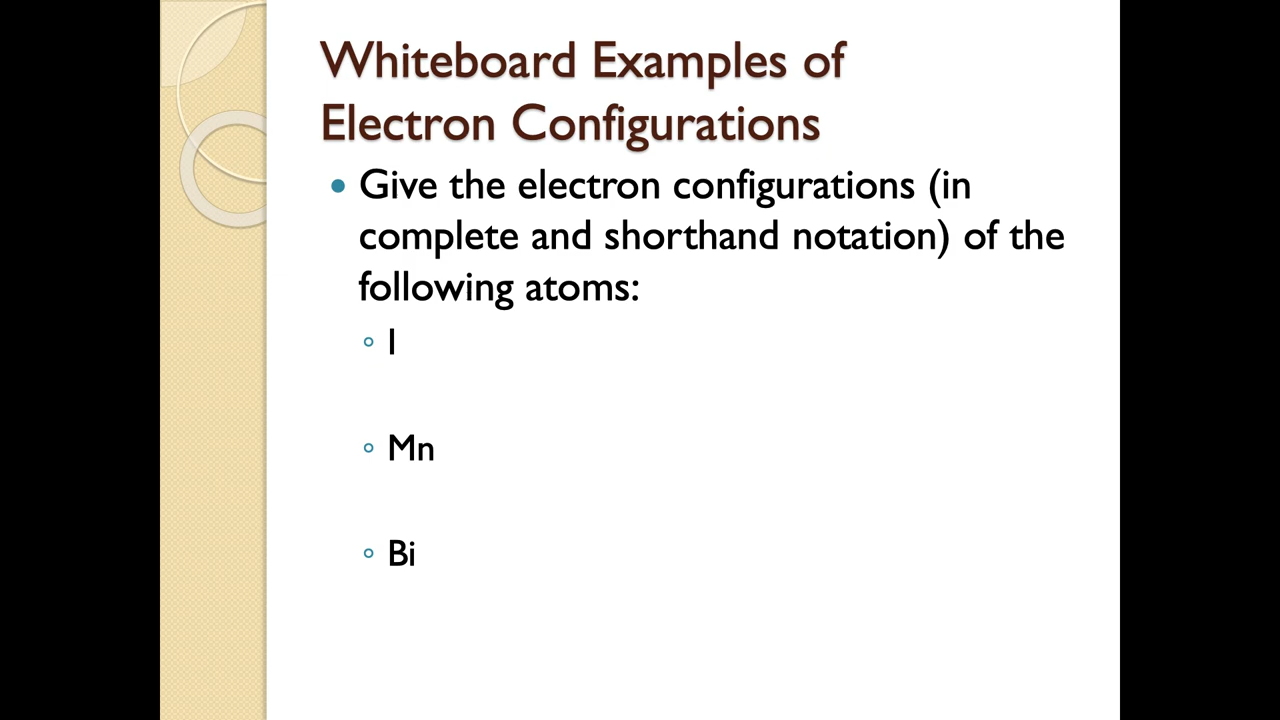 Whiteboard Examples of
Electron Configurations
• Give the electron configurations (in
complete and shorthand notation) of the
following atoms:
◦ I
◦ Mn
◦ Bi